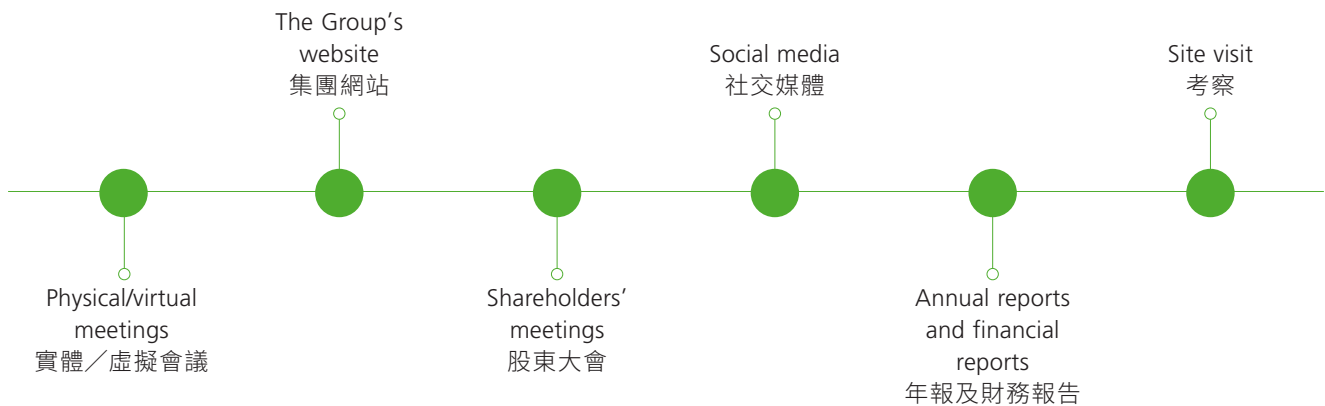 The Group's
website
集團網站
Social media
社交媒體
Site visit
考察
Physical/virtual
meetings
實體／虛擬會議
Shareholders'
meetings
股東大會
Annual reports
and financial
reports
年報及財務報告